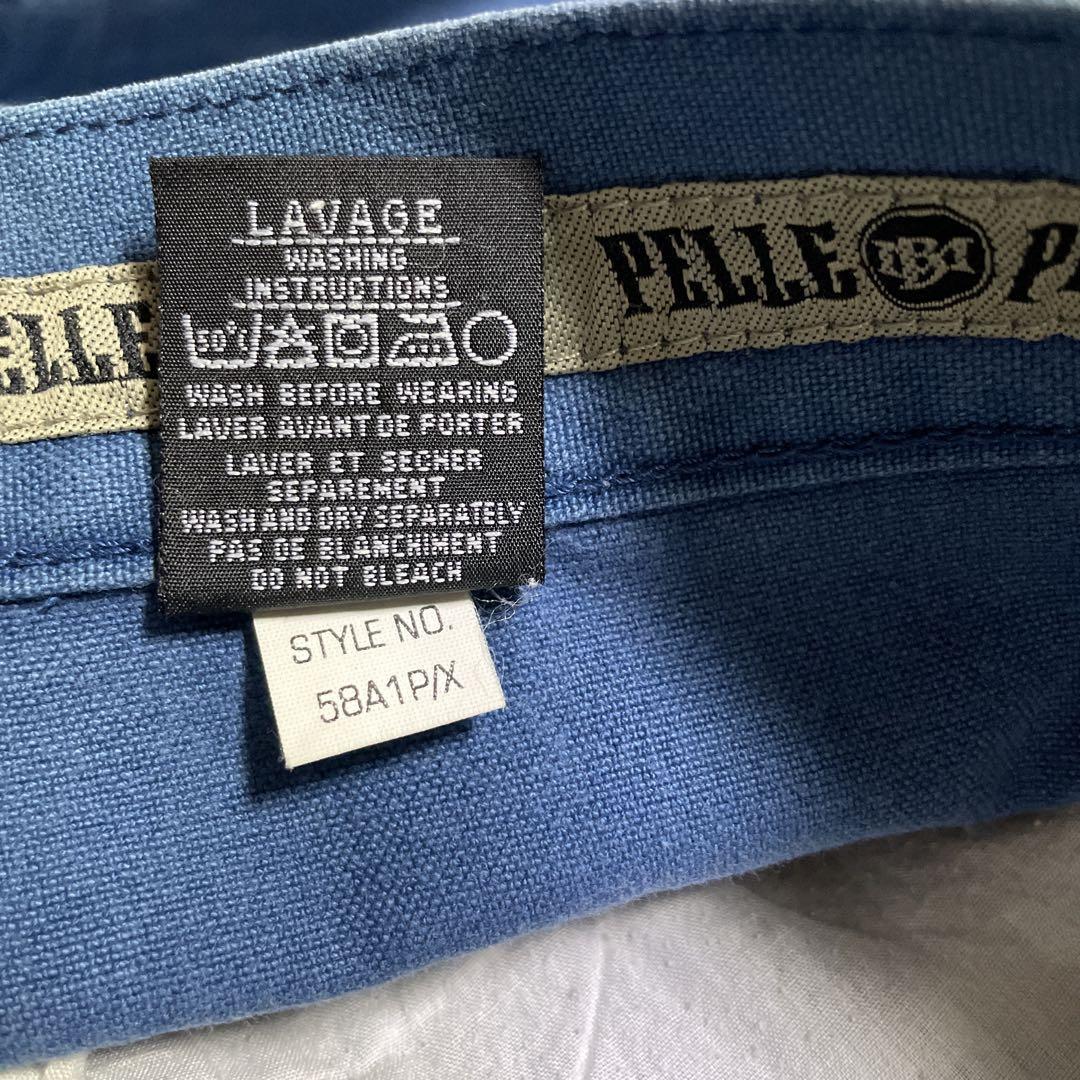 LAVAGE
WASHING
INSTRUCTIONS
WASH BEFORE WEARING
LAVER AVANT DE PORTER
LAVER ET SECHER
SEPAREMENT
WASH AND DRY SEPARATELY
PAS DE BLANCHIMENT
DO NOT BLEACH
STYLE NO.
58A1P/X
ELLE
PELLE
P